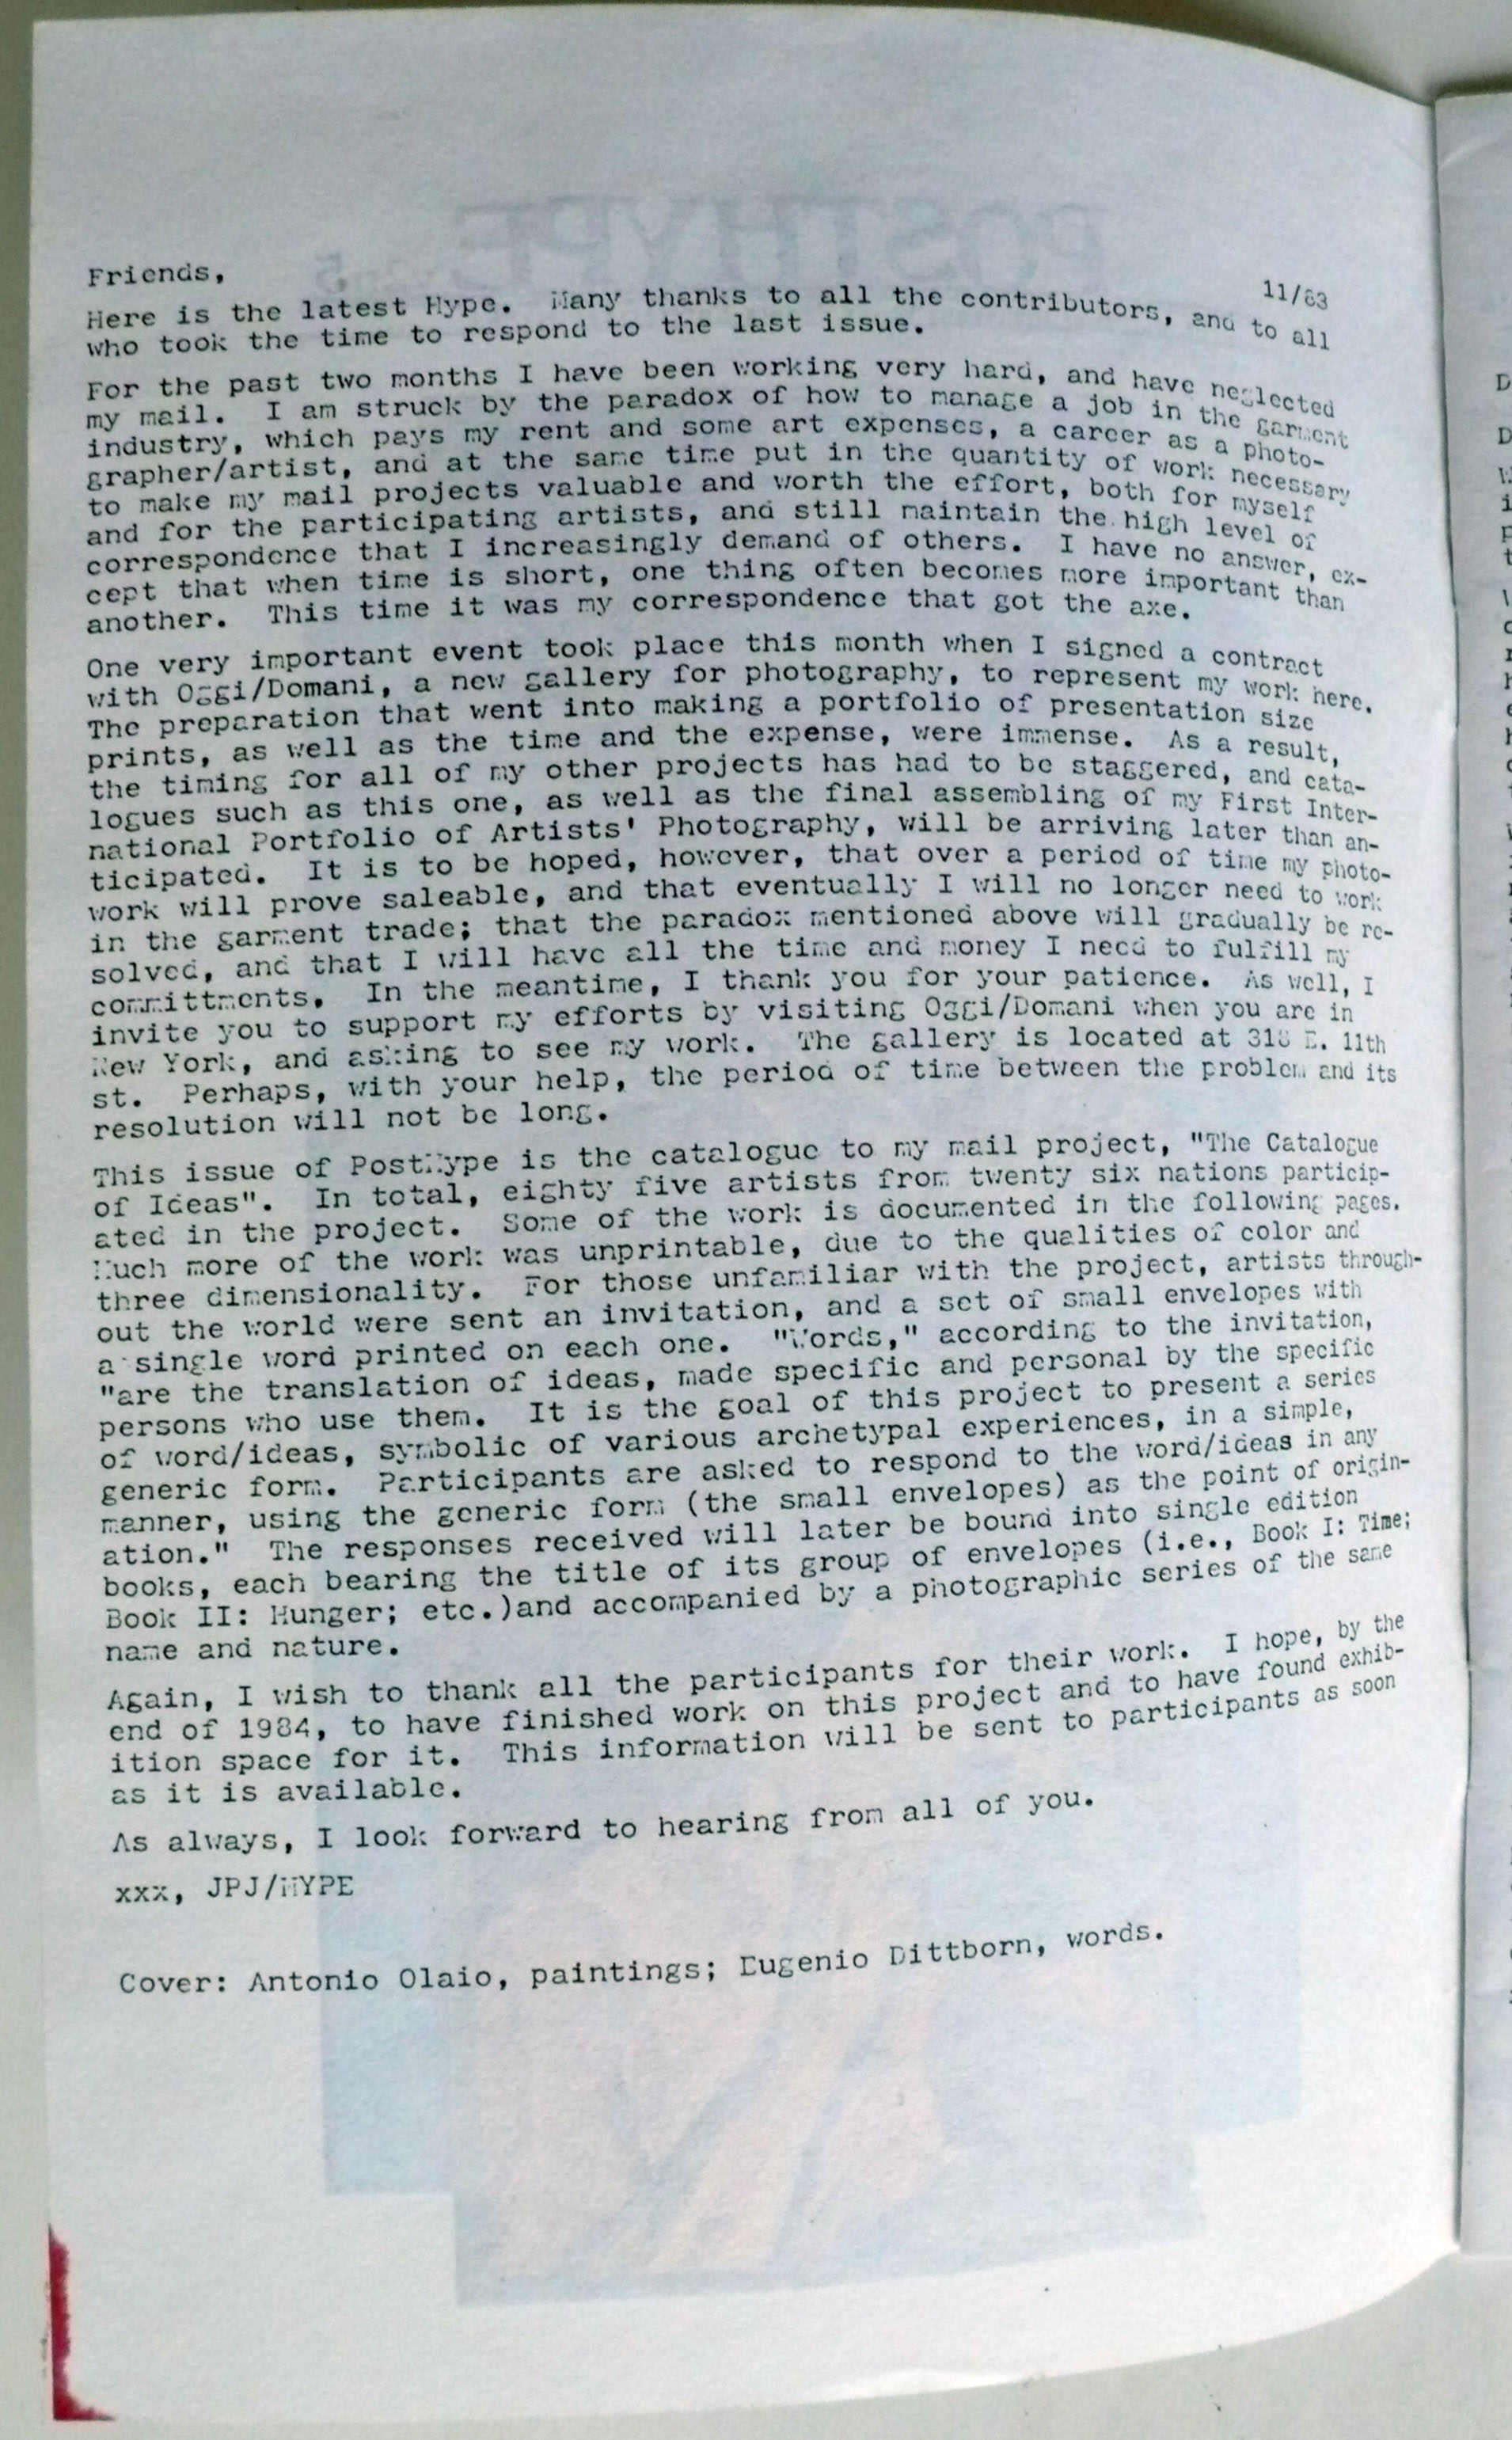 POSTHYPE
5
Friends,
11/83
Here is the latest Hype.  Many thanks to all the contributors, and to all
who took the time to respond to the last issue.
For the past two months I have been working very hard, and have neglected
my mail.  I am struck by the paradox of how to manage a job in the garment
industry, which pays my rent and some art expenses, a career as a photo-
grapher/artist, and at the same time put in the quantity of work necessary
to make my mail projects valuable and worth the effort, both for myself
and for the participating artists, and still maintain the high level of
correspondence that I increasingly demand of others.  I have no answer, ex-
cept that when time is short, one thing often becomes more important than
another.  This time it was my correspondence that got the axe.
One very important event took place this month when I signed a contract
with Oggi/Domani, a new gallery for photography, to represent my work here.
The preparation that went into making a portfolio of presentation size
prints, as well as the time and the expense, were immense.  As a result,
the timing for all of my other projects has had to be staggered, and cata-
logues such as this one, as well as the final assembling of my First Inter-
national Portfolio of Artists' Photography, will be arriving later than an-
ticipated.  It is to be hoped, however, that over a period of time my photo-
work will prove saleable, and that eventually I will no longer need to work
in the garment trade; that the paradox mentioned above will gradually be re-
solved, and that I will have all the time and money I need to fulfill my
committments.  In the meantime, I thank you for your patience.  As well, I
invite you to support my efforts by visiting Oggi/Domani when you are in
New York, and asking to see my work.  The gallery is located at 318 E. 11th
st.  Perhaps, with your help, the period of time between the problem and its
resolution will not be long.
This issue of PostHype is the catalogue to my mail project, "The Catalogue
of Ideas".  In total, eighty five artists from twenty six nations particip-
ated in the project.  Some of the work is documented in the following pages.
Much more of the work was unprintable, due to the qualities of color and
three dimensionality.  For those unfamiliar with the project, artists through-
out the world were sent an invitation, and a set of small envelopes with
a single word printed on each one.  "Words," according to the invitation,
"are the translation of ideas, made specific and personal by the specific
persons who use them.  It is the goal of this project to present a series
of word/ideas, symbolic of various archetypal experiences, in a simple,
generic form.  Participants are asked to respond to the word/ideas in any
manner, using the generic form (the small envelopes) as the point of origin-
ation."  The responses received will later be bound into single edition
books, each bearing the title of its group of envelopes (i.e., Book I: Time;
Book II: Hunger; etc.)and accompanied by a photographic series of the same
name and nature.
Again, I wish to thank all the participants for their work.  I hope, by the
end of 1984, to have finished work on this project and to have found exhib-
ition space for it.  This information will be sent to participants as soon
as it is available.
As always, I look forward to hearing from all of you.
xxx, JPJ/HYPE
Cover: Antonio Olaio, paintings; Eugenio Dittborn, words.